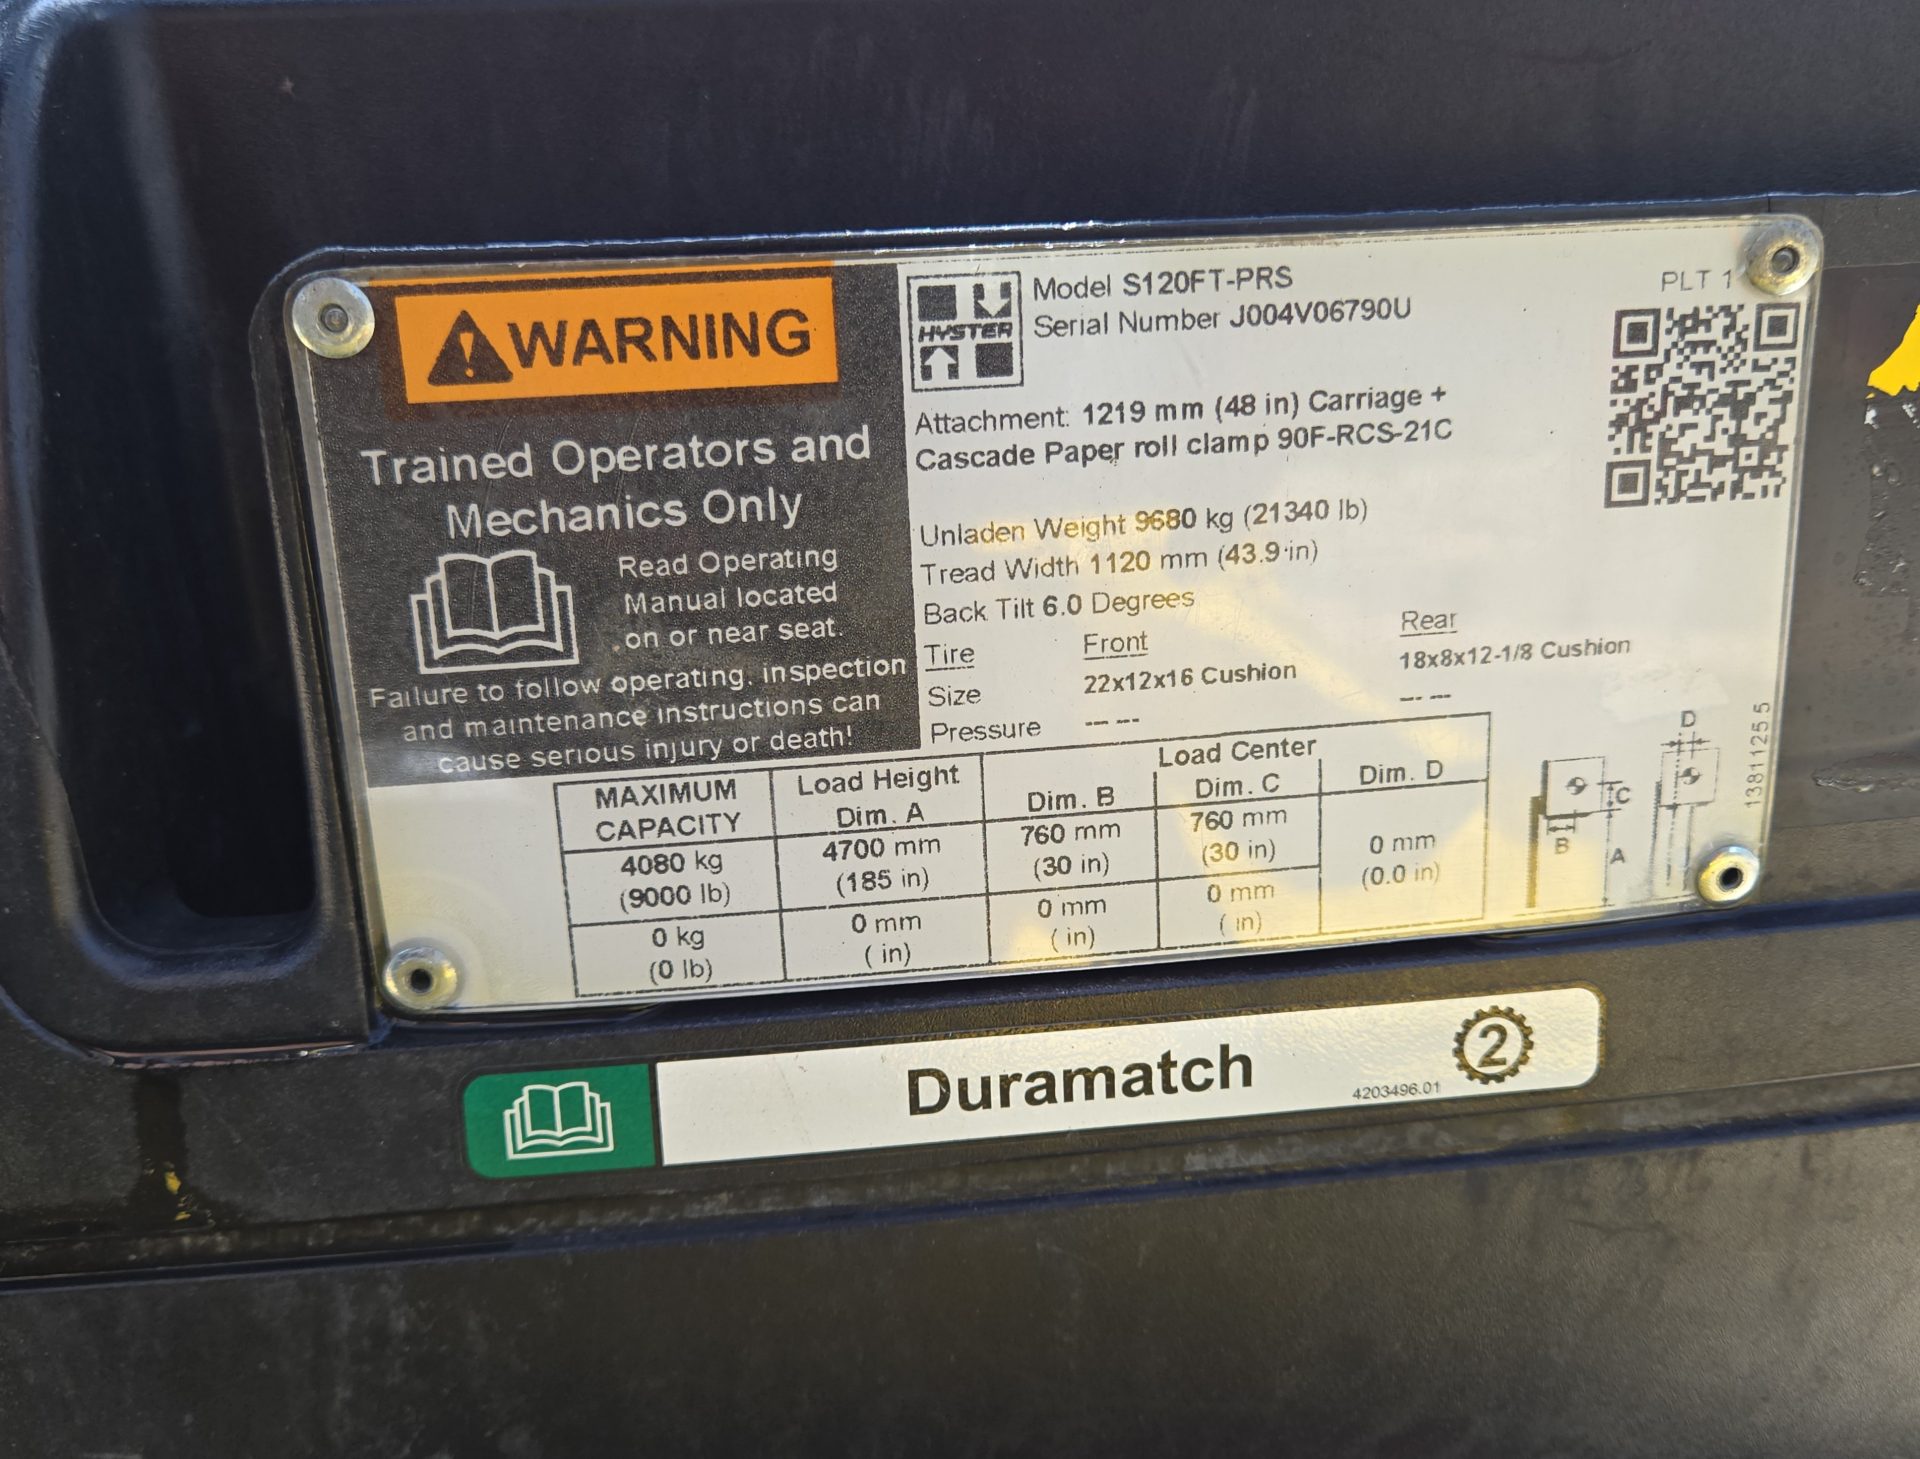 WARNING
Trained Operators and
Mechanics Only
Read Operating
Manual located
on or near seat.
Failure to follow operating, inspection
and maintenance instructions can
cause serious injury or death!
HYSTER
Model S120FT-PRS
Serial Number J004V06790U
PLT 1
Attachment: 1219 mm (48 in) Carriage +
Cascade Paper roll clamp 90F-RCS-21C
Unladen Weight 9680 kg (21340 lb)
Tread Width 1120 mm (43.9 in)
Back Tilt 6.0 Degrees
Tire Front Rear
Size 22x12x16 Cushion 18x8x12-1/8 Cushion
Pressure --- --- --- ---
MAXIMUM CAPACITY Load Height Dim. A Load Center Dim. B Dim. C Dim. D
4080 kg 4700 mm 760 mm 760 mm 0 mm
(9000 lb) (185 in) (30 in) (30 in) (0.0 in)
0 kg 0 mm 0 mm 0 mm
(0 lb) ( in) ( in) ( in)
D
C
B
A
13811255
Duramatch
4203496.01
2